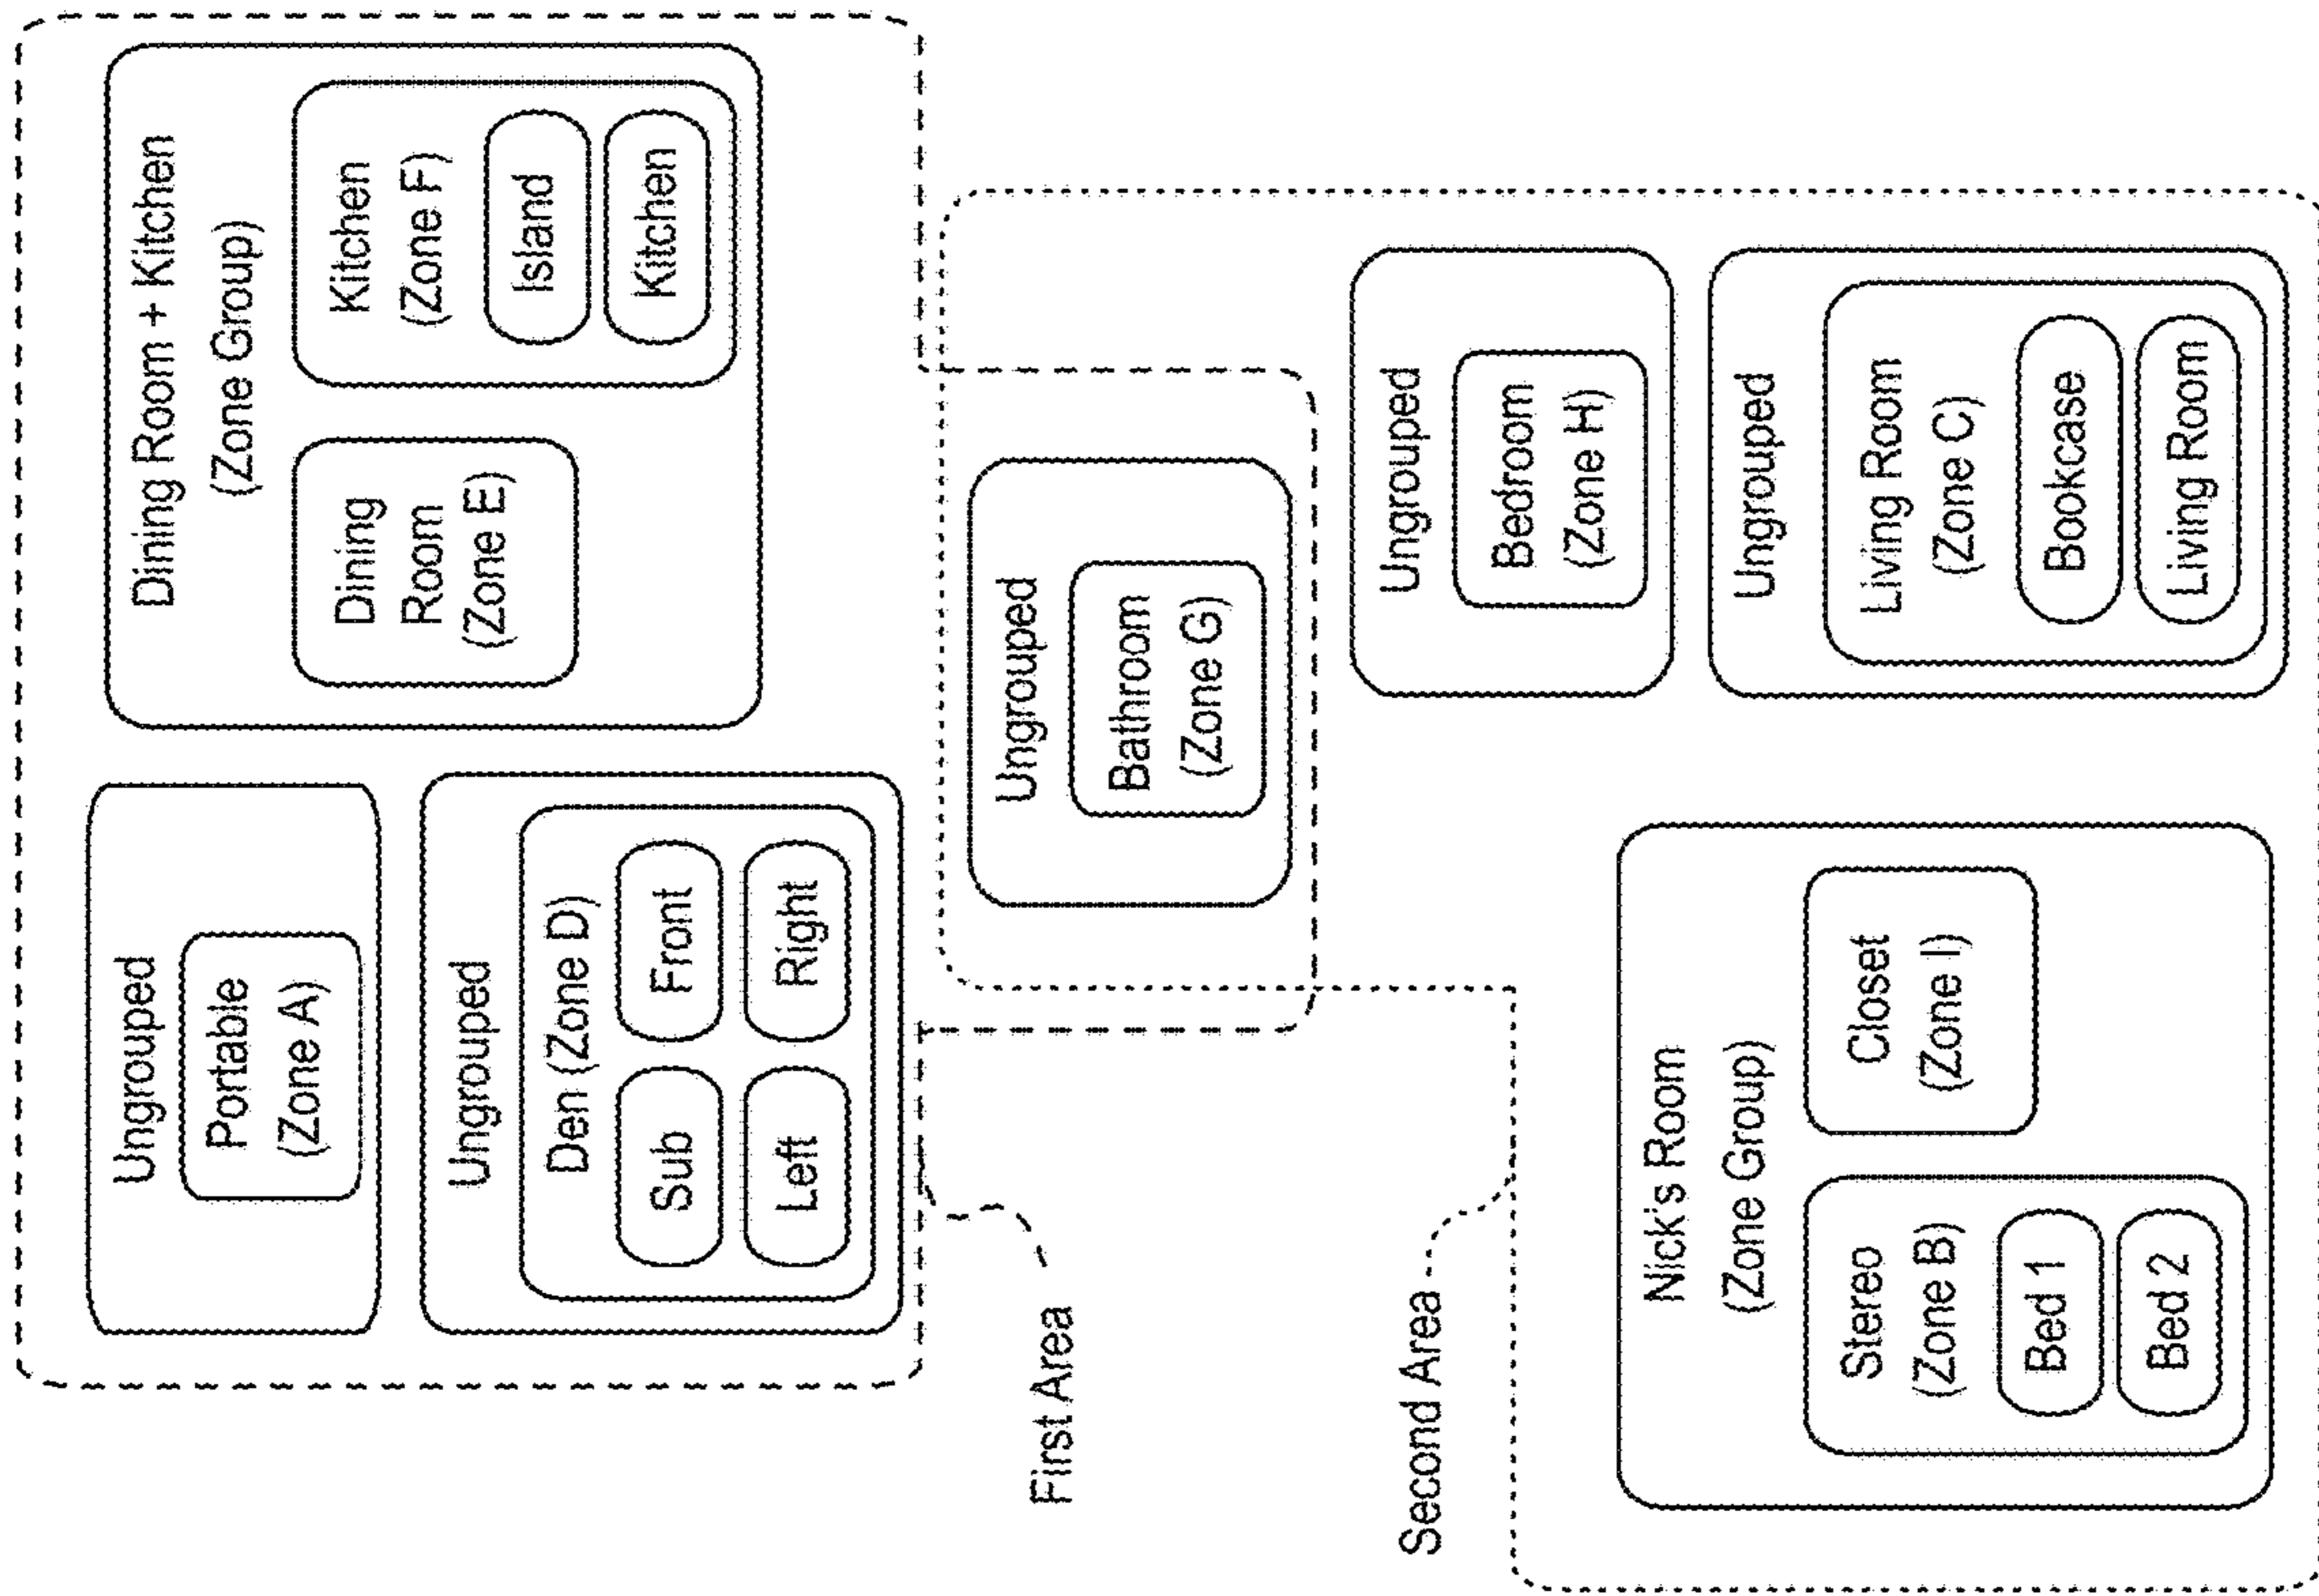 Ungrouped
Portable
(Zone A)
Ungrouped
Den (Zone D)
Sub
Front
Left
Right
Dining Room + Kitchen
(Zone Group)
Dining
Room
(Zone E)
Kitchen
(Zone F)
Island
Kitchen
First Area
Ungrouped
Bathroom
(Zone G)
Second Area
Ungrouped
Bedroom
(Zone H)
Nick's Room
(Zone Group)
Stereo
(Zone B)
Bed 1
Bed 2
Closet
(Zone I)
Ungrouped
Living Room
(Zone C)
Bookcase
Living Room